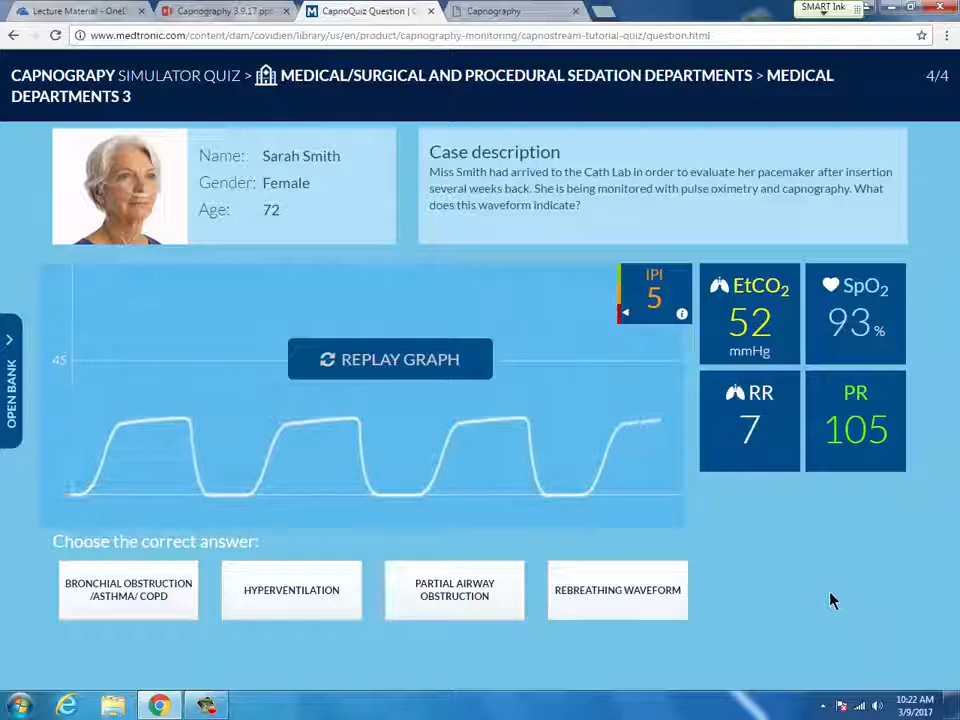 Lecture Material - OneD
Capnography 3.9.17.ppt
CapnoQuiz Question | C
Capnography
SMART Ink
www.medtronic.com/content/dam/covidien/library/us/en/product/capnography-monitoring/capnostream-tutorial-quiz/question.html
CAPNOGRAPY SIMULATOR QUIZ > MEDICAL/SURGICAL AND PROCEDURAL SEDATION DEPARTMENTS > MEDICAL
DEPARTMENTS 3
4/4
Name: Sarah Smith
Gender: Female
Age: 72
Case description
Miss Smith had arrived to the Cath Lab in order to evaluate her pacemaker after insertion
several weeks back. She is being monitored with pulse oximetry and capnography. What
does this waveform indicate?
OPEN BANK
45
REPLAY GRAPH
IPI
5
EtCO₂
52
mmHg
SpO₂
93 %
RR
7
PR
105
Choose the correct answer:
BRONCHIAL OBSTRUCTION
/ASTHMA/ COPD
HYPERVENTILATION
PARTIAL AIRWAY
OBSTRUCTION
REBREATHING WAVEFORM
10:22 AM
3/9/2017